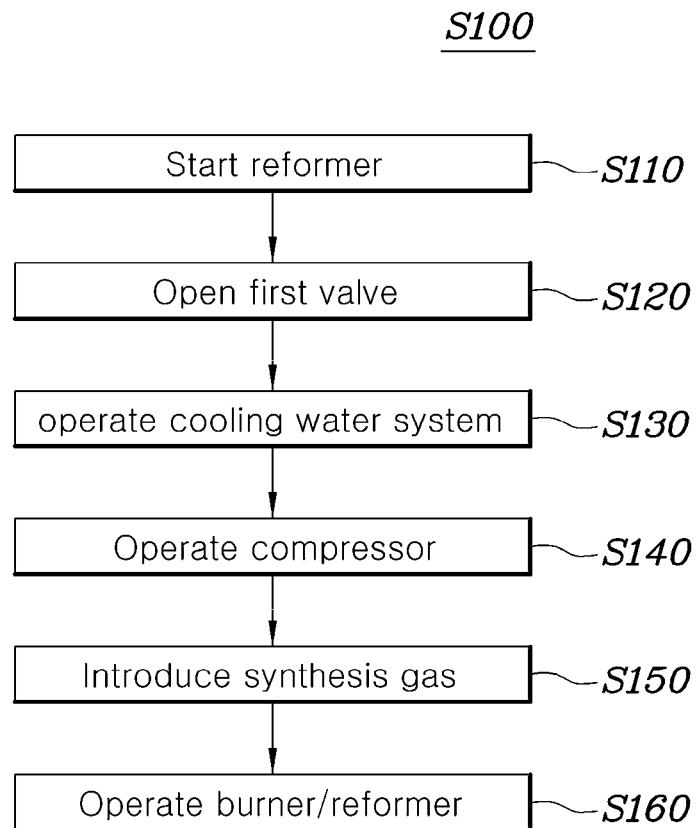 S100
Start reformer S110
Open first valve S120
operate cooling water system S130
Operate compressor S140
Introduce synthesis gas S150
Operate burner/reformer S160